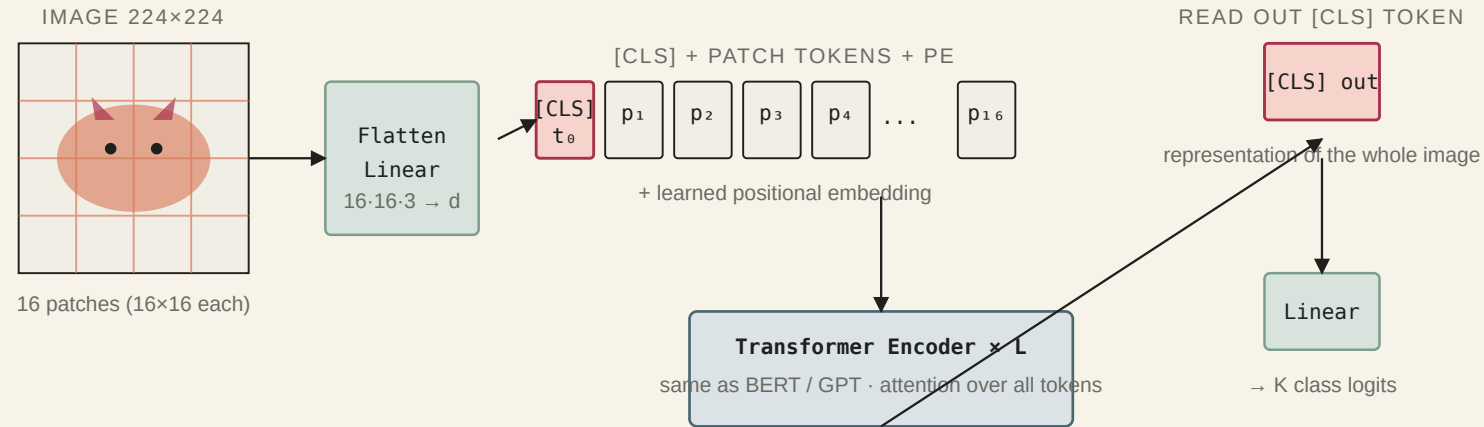 IMAGE 224×224
16 patches (16×16 each)
Flatten
Linear
16·16·3 → d
[CLS] + PATCH TOKENS + PE
[CLS]
t₀
p₁
p₂
p₃
p₄
...
p₁₆
+ learned positional embedding
Transformer Encoder × L
same as BERT / GPT · attention over all tokens
READ OUT [CLS] TOKEN
[CLS] out
representation of the whole image
Linear
→ K class logits